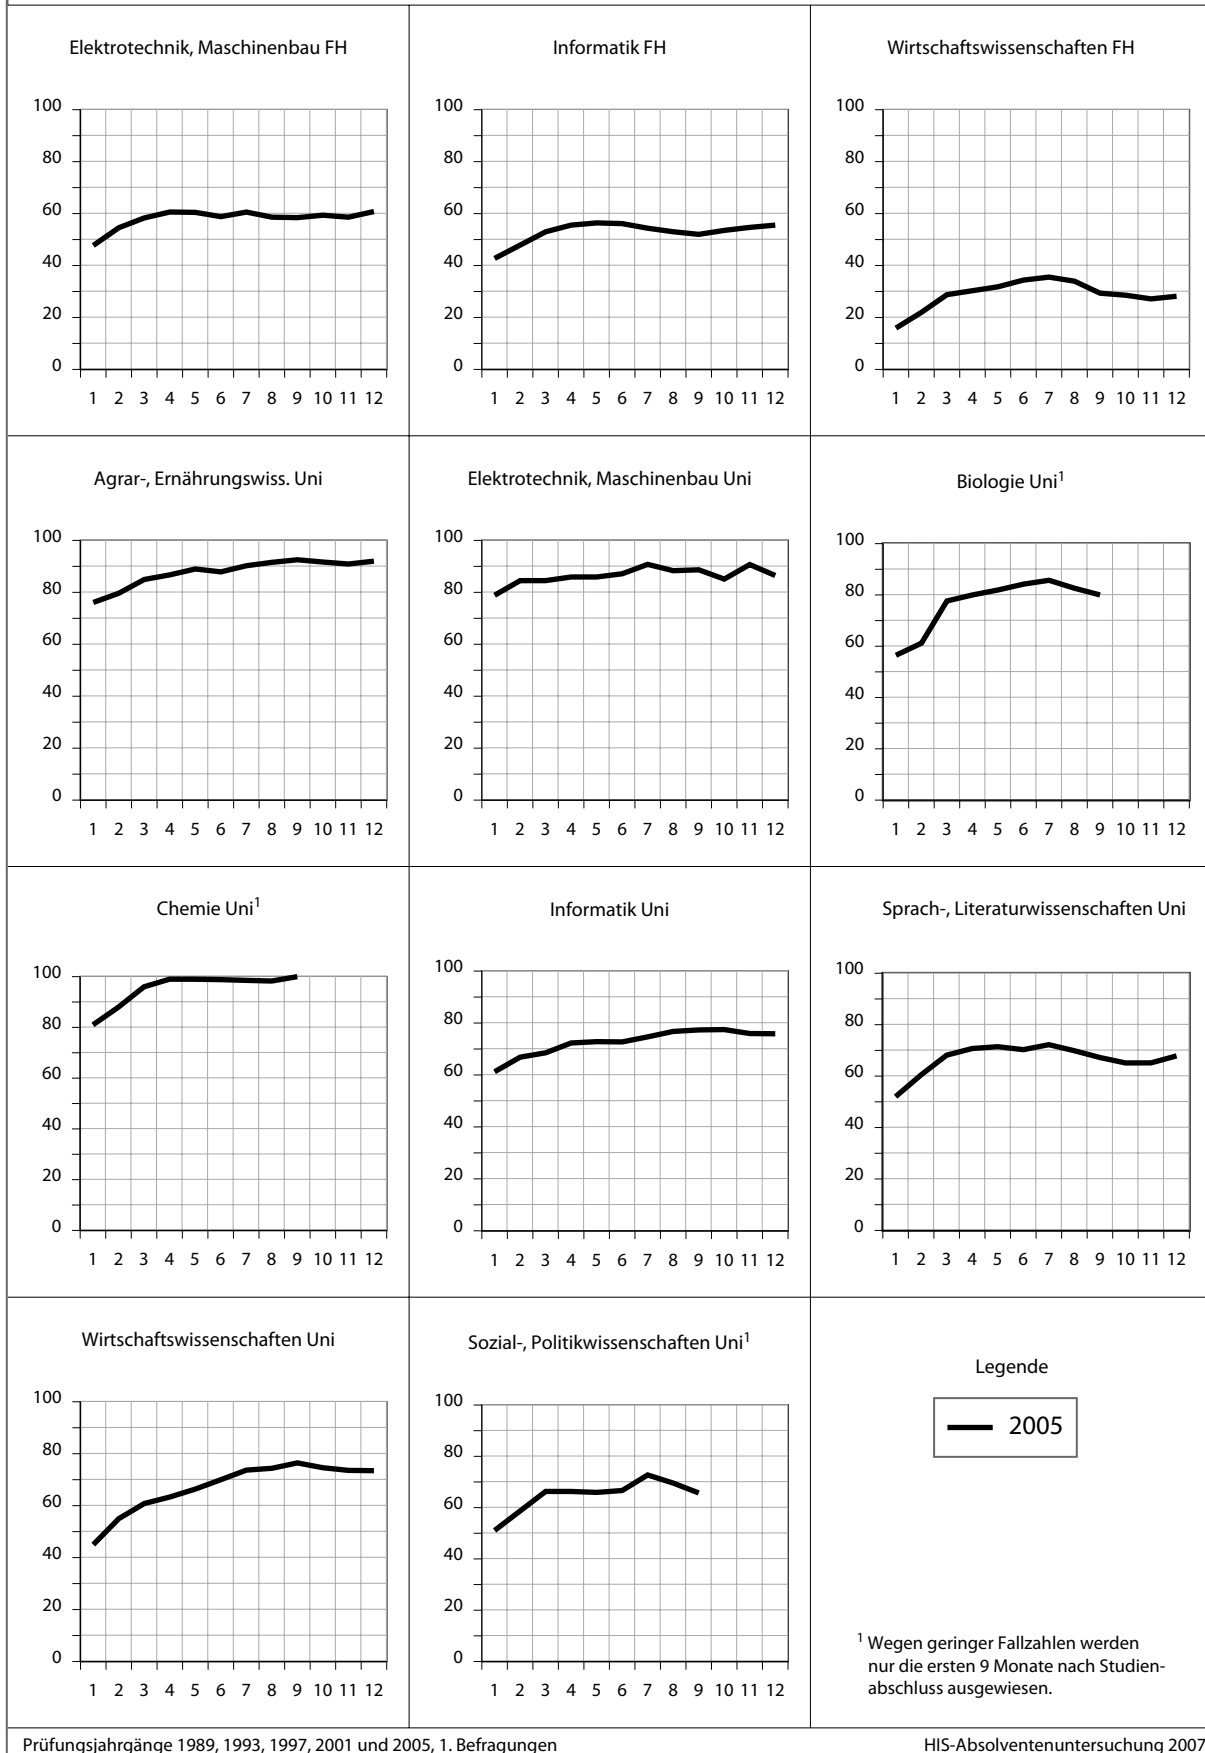 Elektrotechnik, Maschinenbau FH
100
80
60
40
20
0
1 2 3 4 5 6 7 8 9 10 11 12
Informatik FH
100
80
60
40
20
0
1 2 3 4 5 6 7 8 9 10 11 12
Wirtschaftswissenschaften FH
100
80
60
40
20
0
1 2 3 4 5 6 7 8 9 10 11 12
Agrar-, Ernährungswiss. Uni
100
80
60
40
20
0
1 2 3 4 5 6 7 8 9 10 11 12
Elektrotechnik, Maschinenbau Uni
100
80
60
40
20
0
1 2 3 4 5 6 7 8 9 10 11 12
Biologie Uni¹
100
80
60
40
20
0
1 2 3 4 5 6 7 8 9 10 11 12
Chemie Uni¹
100
80
60
40
20
0
1 2 3 4 5 6 7 8 9 10 11 12
Informatik Uni
100
80
60
40
20
0
1 2 3 4 5 6 7 8 9 10 11 12
Sprach-, Literaturwissenschaften Uni
100
80
60
40
20
0
1 2 3 4 5 6 7 8 9 10 11 12
Wirtschaftswissenschaften Uni
100
80
60
40
20
0
1 2 3 4 5 6 7 8 9 10 11 12
Sozial-, Politikwissenschaften Uni¹
100
80
60
40
20
0
1 2 3 4 5 6 7 8 9 10 11 12
Legende
2005
¹ Wegen geringer Fallzahlen werden
nur die ersten 9 Monate nach Studien-
abschluss ausgewiesen.
Prüfungsjahrgänge 1989, 1993, 1997, 2001 und 2005, 1. Befragungen
HIS-Absolventenuntersuchung 2007